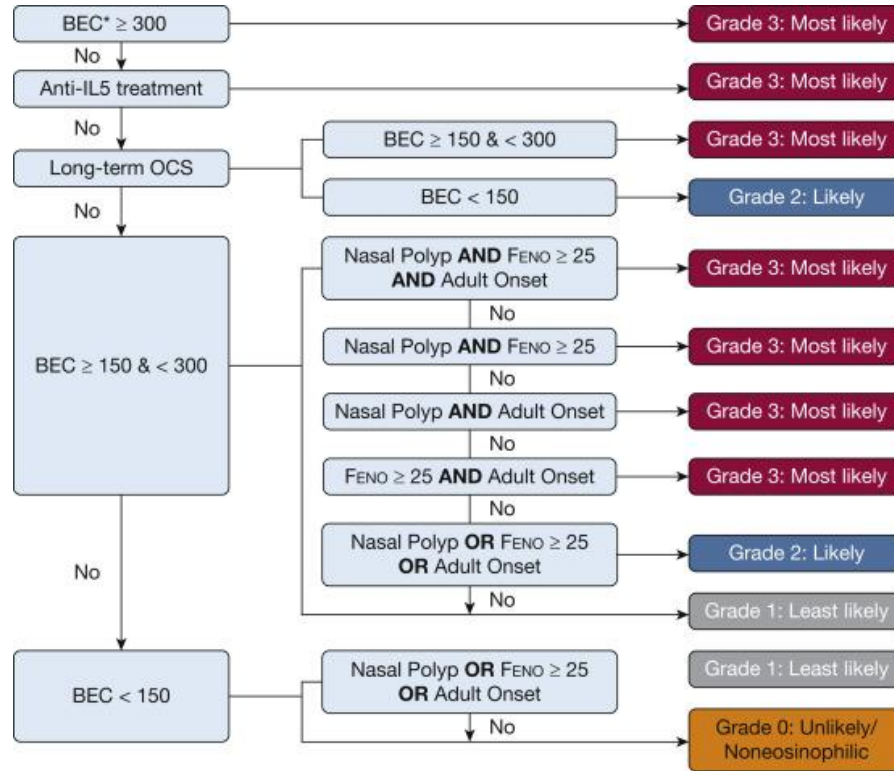 BEC* ≥ 300
Grade 3: Most likely
No
Anti-IL5 treatment
Grade 3: Most likely
No
Long-term OCS
BEC ≥ 150 & < 300
Grade 3: Most likely
BEC < 150
Grade 2: Likely
No
BEC ≥ 150 & < 300
Nasal Polyp AND FENO ≥ 25
AND Adult Onset
Grade 3: Most likely
No
Nasal Polyp AND FENO ≥ 25
Grade 3: Most likely
No
Nasal Polyp AND Adult Onset
Grade 3: Most likely
No
FENO ≥ 25 AND Adult Onset
Grade 3: Most likely
No
Nasal Polyp OR FENO ≥ 25
OR Adult Onset
Grade 2: Likely
No
Grade 1: Least likely
No
BEC < 150
Nasal Polyp OR FENO ≥ 25
OR Adult Onset
Grade 1: Least likely
No
Grade 0: Unlikely/
Noneosinophilic